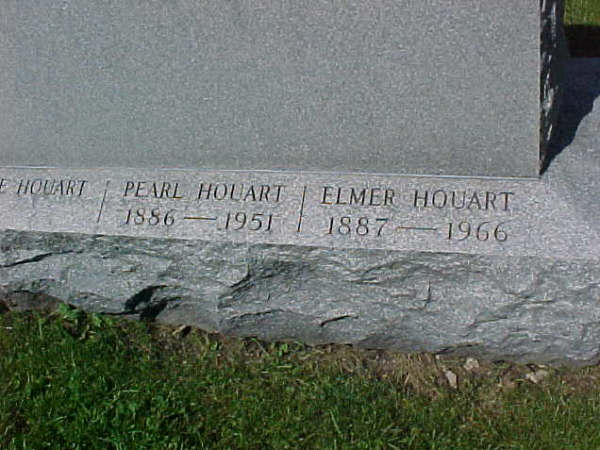 E HOUART | PEARL HOUART | ELMER HOUART
1886 — 1951 | 1887 — 1966